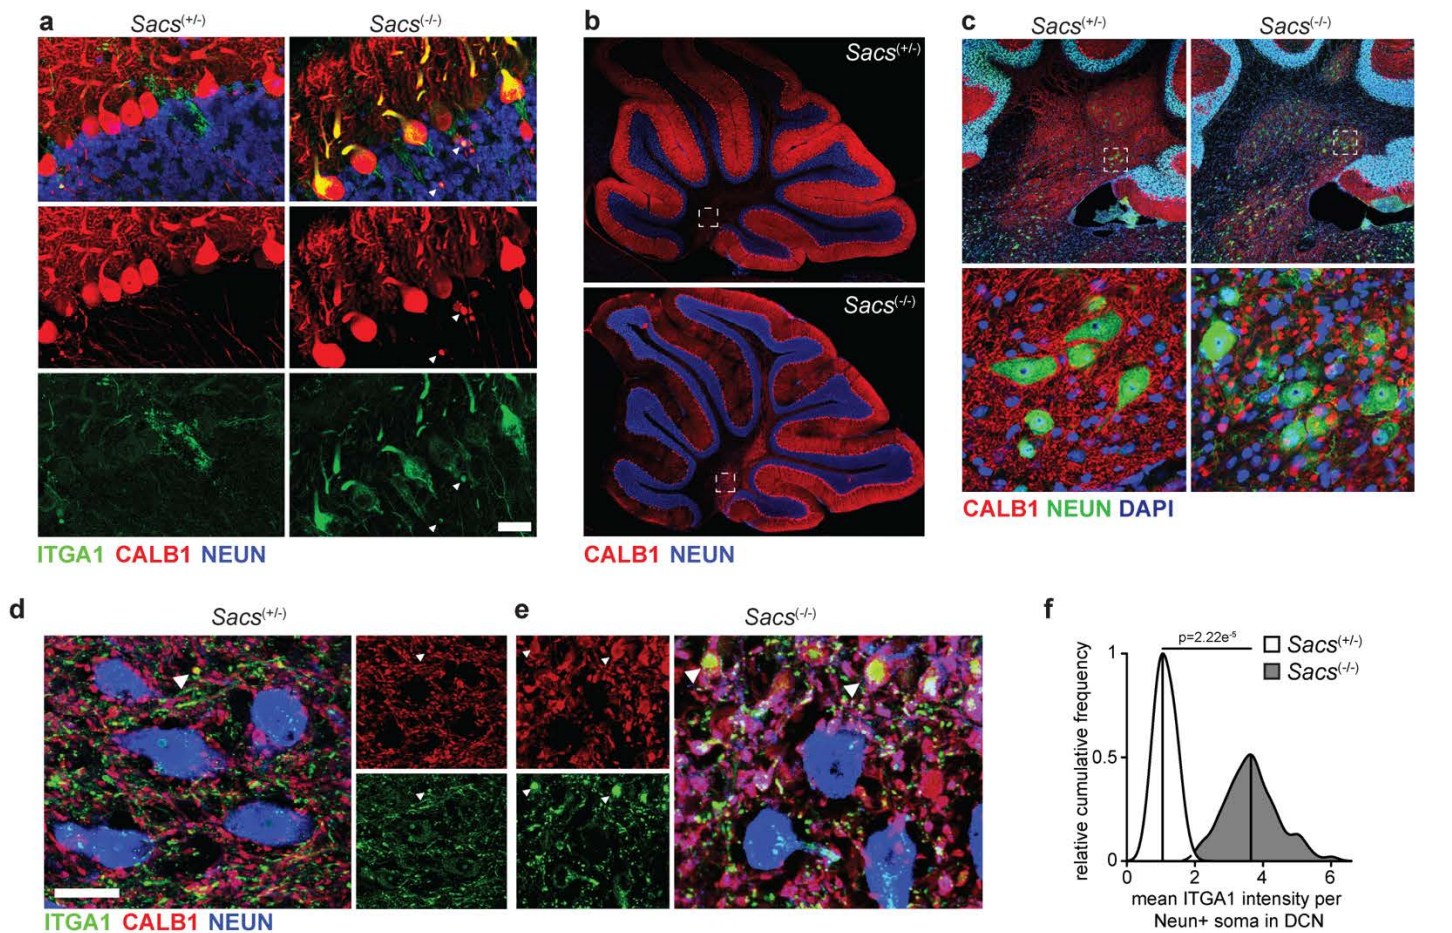 a
Sacs(+/-)
Sacs(-/-)
ITGA1 CALB1 NEUN
b
Sacs(+/-)
Sacs(-/-)
CALB1 NEUN
c
Sacs(+/-)
Sacs(-/-)
CALB1 NEUN DAPI
d
Sacs(+/-)
ITGA1 CALB1 NEUN
e
Sacs(-/-)
f
p=2.22e-5
Sacs(+/-)
Sacs(-/-)
relative cumulative frequency
1
0.5
0
0 2 4 6
mean ITGA1 intensity per
Neun+ soma in DCN